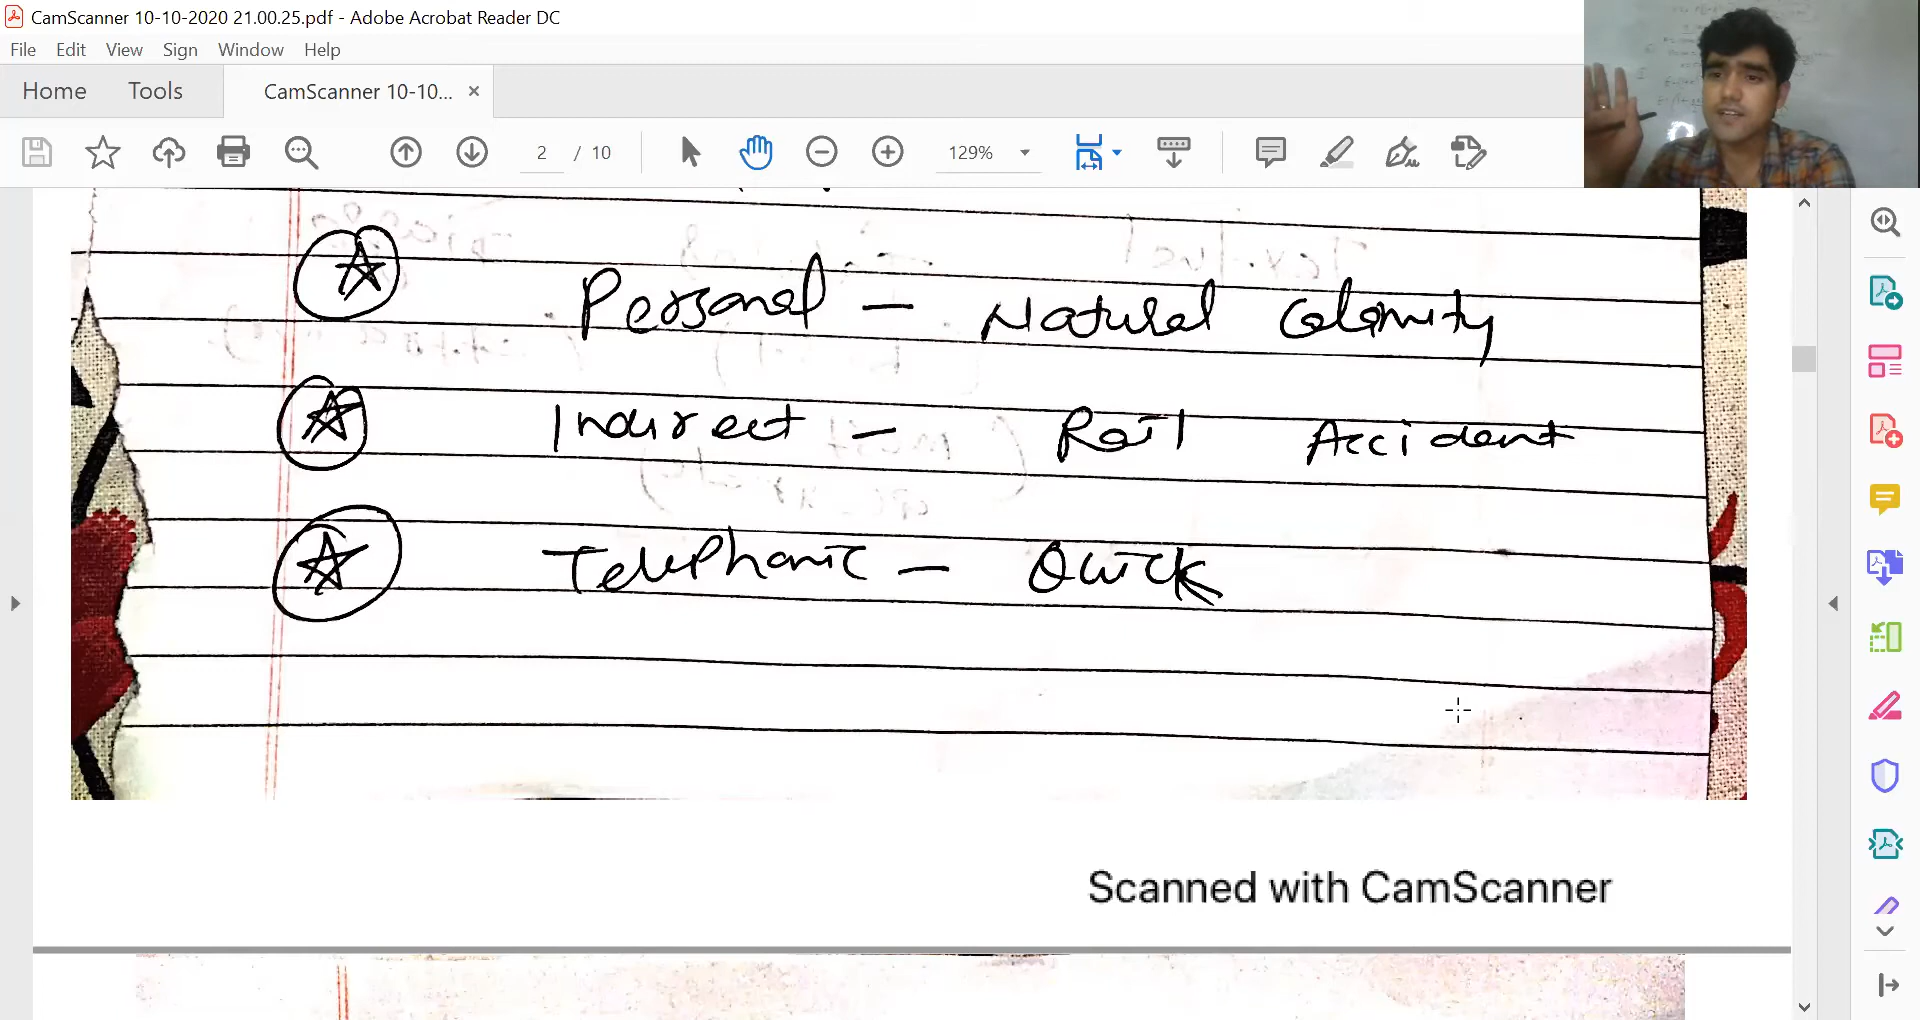 CamScanner 10-10-2020 21.00.25.pdf - Adobe Acrobat Reader DC
File Edit View Sign Window Help
Home Tools CamScanner 10-10... ×
2 / 10 129%
Personal - Natural Calamity
Indirect - Rail Accident
Telephonic - Quick
Scanned with CamScanner